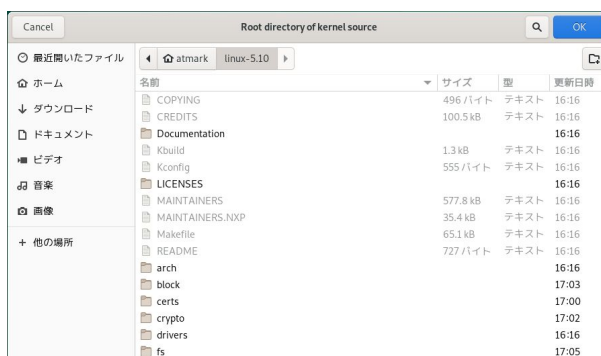 Cancel Root directory of kernel source OK
最近開いたファイル atmark linux-5.10
ホーム 名前 サイズ 型 更新日時
COPYING 496 バイト テキスト 16:16
ダウンロード CREDITS 100.5 kB テキスト 16:16
ドキュメント Documentation 16:16
Kbuild 1.3 kB テキスト 16:16
ビデオ Kconfig 555 バイト テキスト 16:16
音楽 LICENSES 16:16
MAINTAINERS 577.8 kB テキスト 16:16
画像 MAINTAINERS.NXP 35.4 kB テキスト 16:16
Makefile 65.1 kB テキスト 16:16
他の場所 README 727 バイト テキスト 16:16
arch 16:16
block 17:03
certs 17:00
crypto 17:02
drivers 16:16
fs 17:05